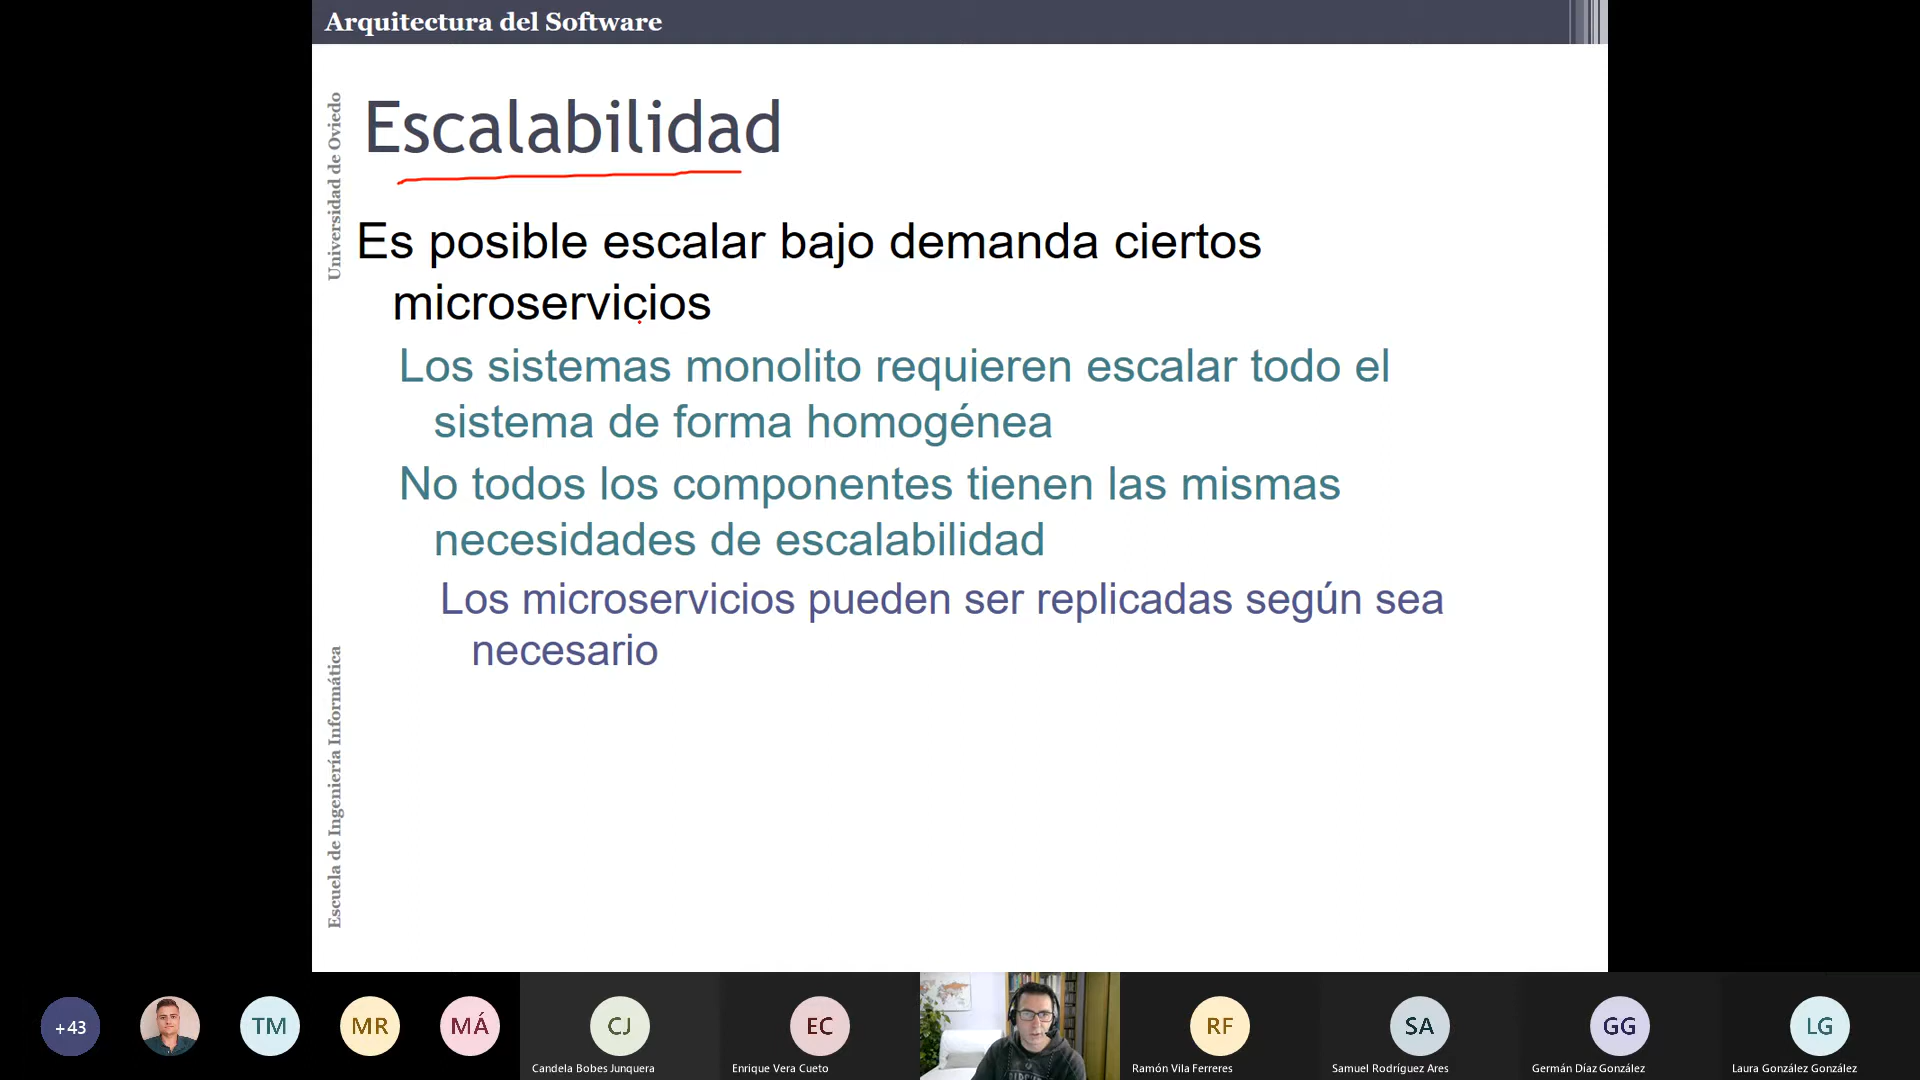 Arquitectura del Software
Universidad de Oviedo
Escuela de Ingeniería Informática
Escalabilidad
Es posible escalar bajo demanda ciertos
microservicios
Los sistemas monolito requieren escalar todo el
sistema de forma homogénea
No todos los componentes tienen las mismas
necesidades de escalabilidad
Los microservicios pueden ser replicadas según sea
necesario
+43
TM
MR
MÁ
CJ
Candela Bobes Junquera
EC
Enrique Vera Cueto
RF
Ramón Vila Ferreres
SA
Samuel Rodríguez Ares
GG
Germán Díaz González
LG
Laura González González